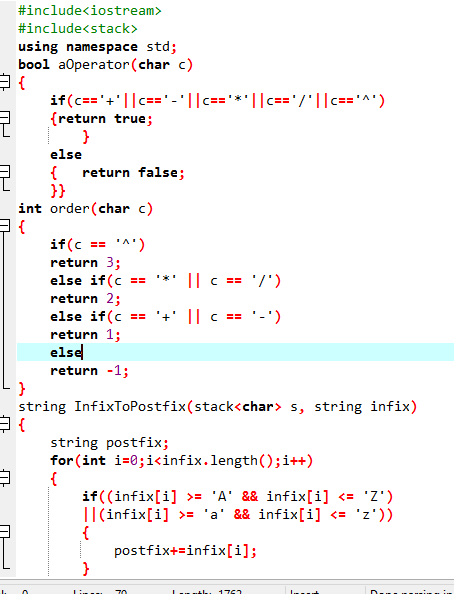 #include<iostream>
#include<stack>
using namespace std;
bool aOperator(char c)
{
    if(c=='+'||c=='-'||c=='*'||c=='/'||c=='^')
    {return true;
        }
    else
    {   return false;
    }}
int order(char c)
{
    if(c == '^')
    return 3;
    else if(c == '*' || c == '/')
    return 2;
    else if(c == '+' || c == '-')
    return 1;
    else
    return -1;
}
string InfixToPostfix(stack<char> s, string infix)
{
    string postfix;
    for(int i=0;i<infix.length();i++)
    {
        if((infix[i] >= 'A' && infix[i] <= 'Z')
        ||(infix[i] >= 'a' && infix[i] <= 'z'))
        {
            postfix+=infix[i];
        }